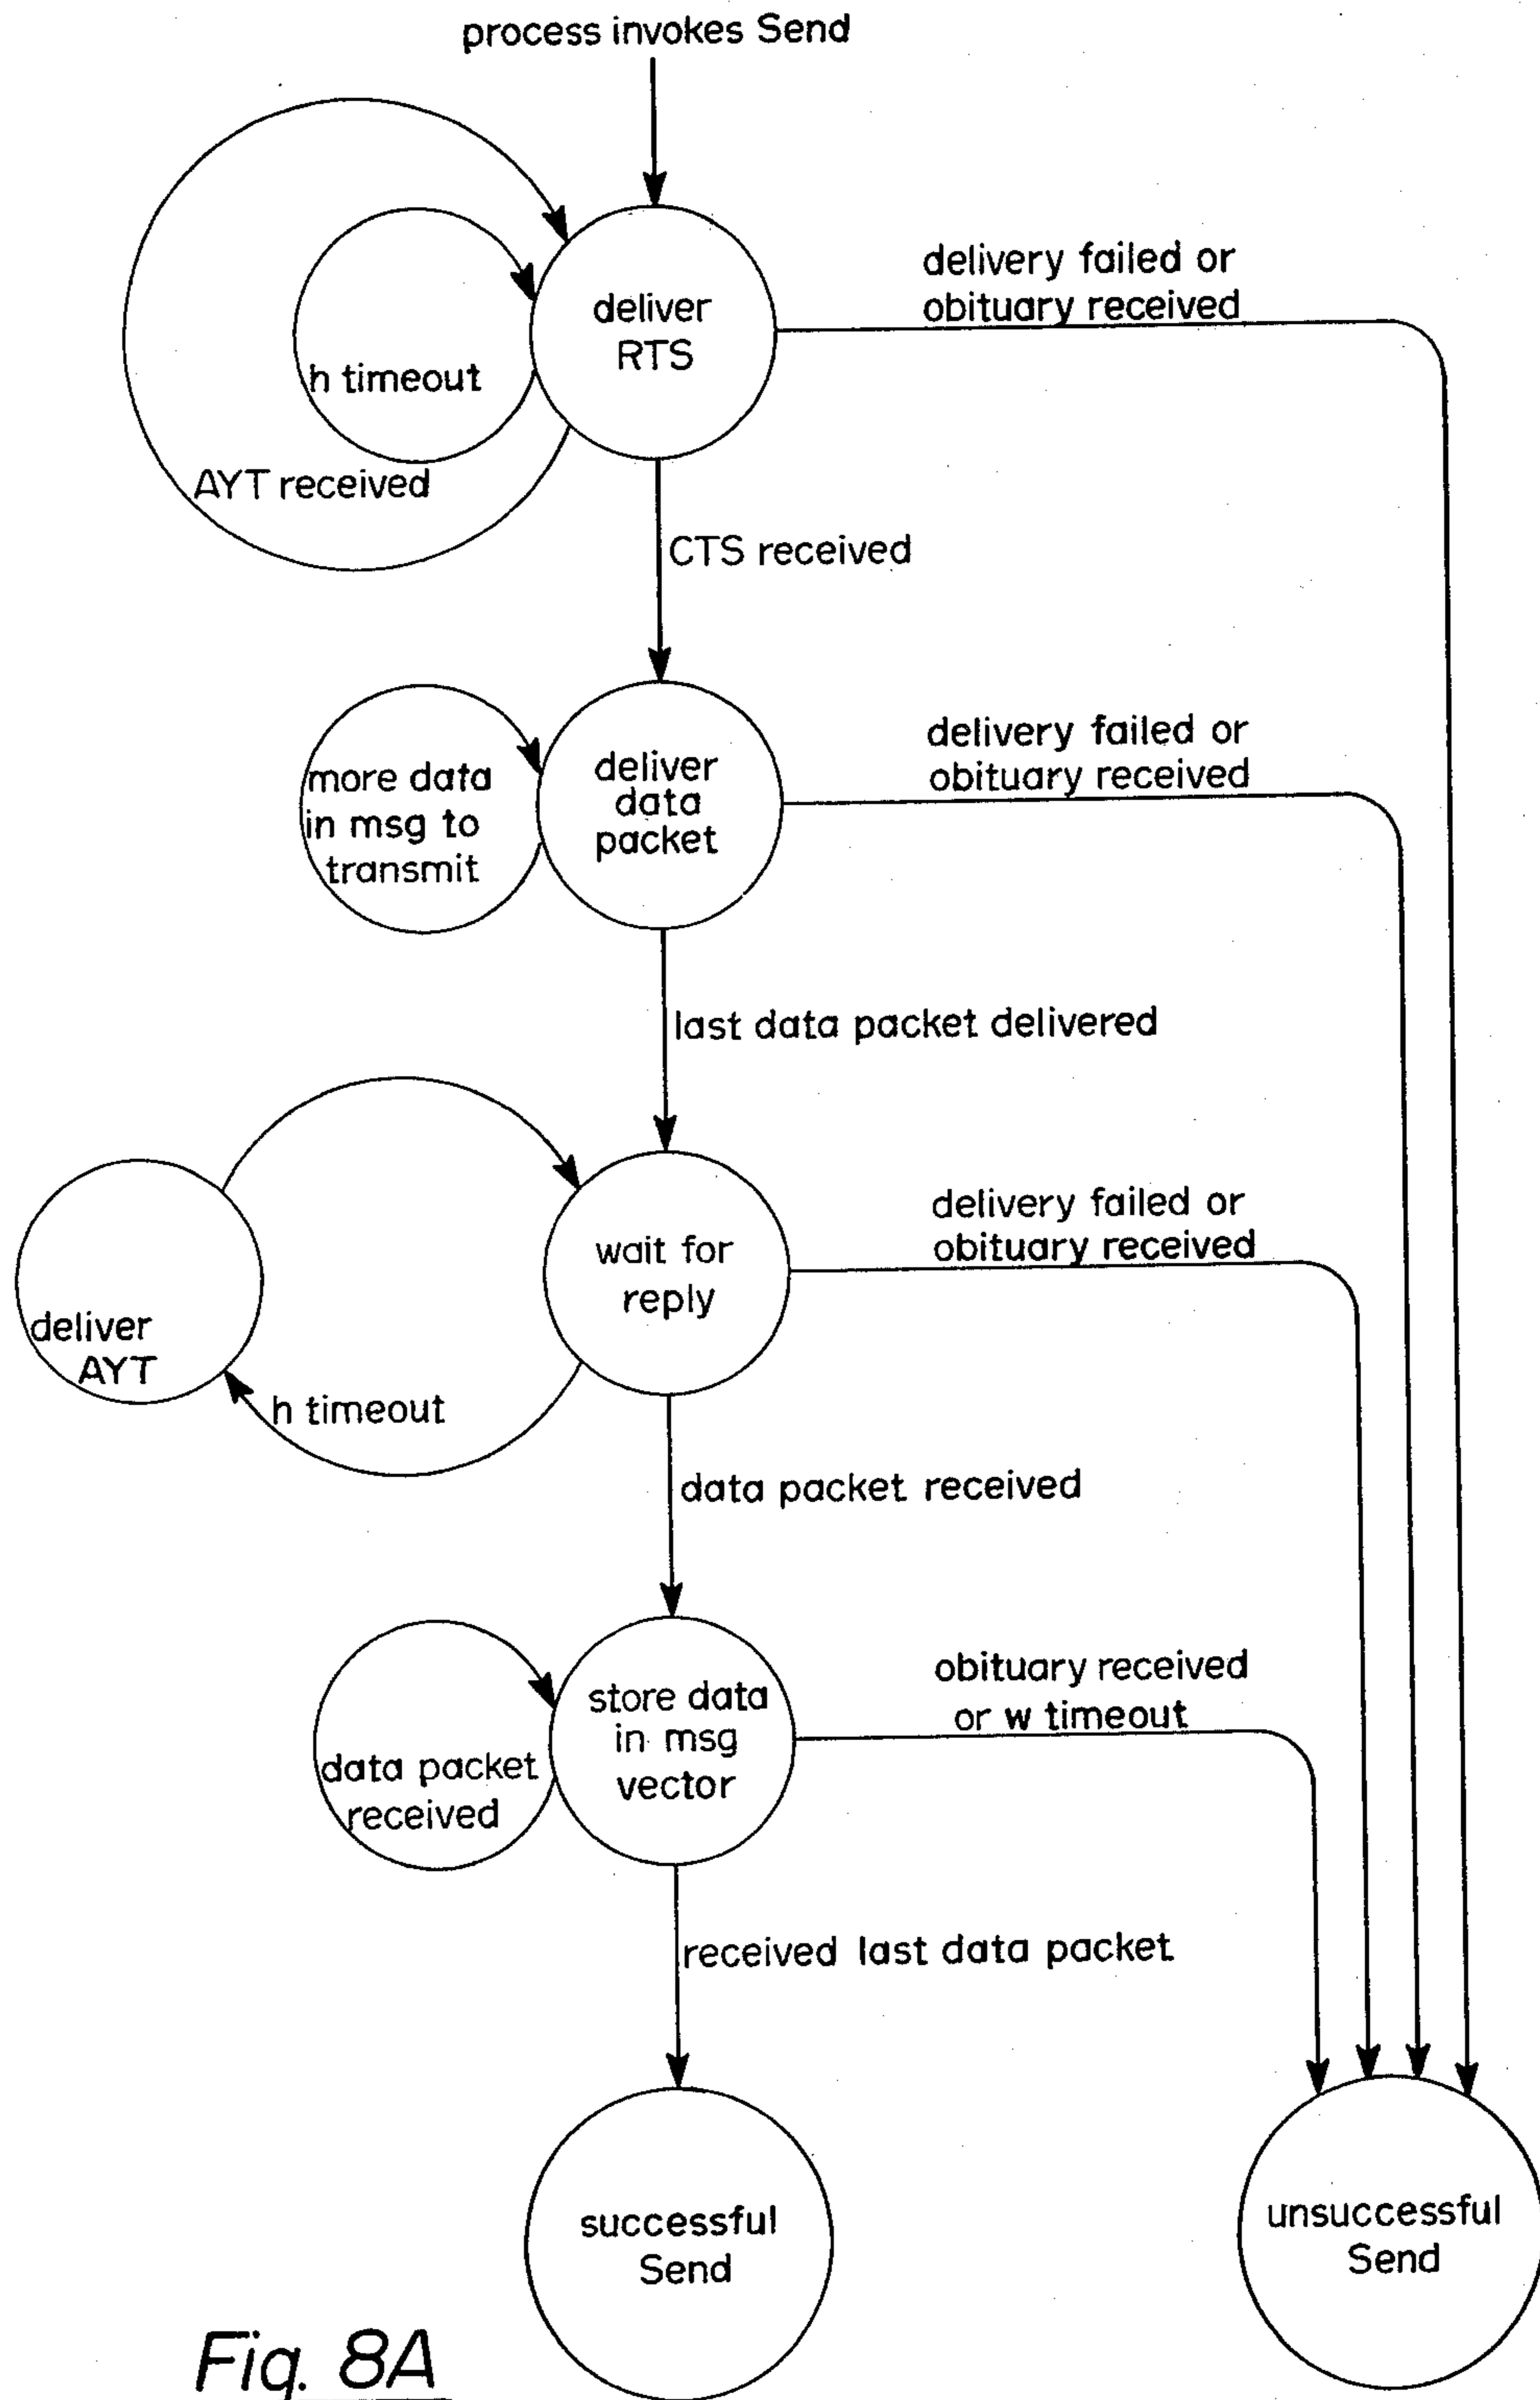 process invokes Send
delivery failed or
obituary received
deliver
RTS
h timeout
AYT received
CTS received
delivery failed or
obituary received
deliver
data
packet
more data
in msg to
transmit
last data packet delivered
delivery failed or
obituary received
wait for
reply
deliver
AYT
h timeout
data packet received
obituary received
or w timeout
store data
in msg
vector
data packet
received
received last data packet
successful
Send
unsuccessful
Send
Fig. 8A